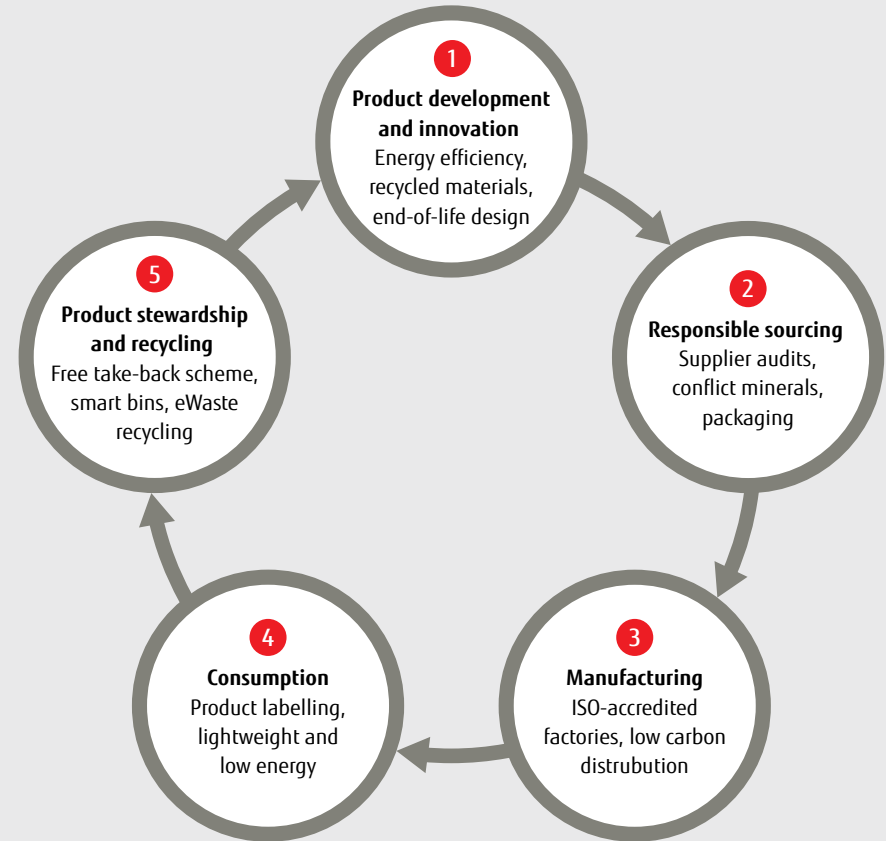 1
Product development
and innovation
Energy efficiency,
recycled materials,
end-of-life design
2
Responsible sourcing
Supplier audits,
conflict minerals,
packaging
3
Manufacturing
ISO-accredited
factories, low carbon
distrubution
4
Consumption
Product labelling,
lightweight and
low energy
5
Product stewardship
and recycling
Free take-back scheme,
smart bins, eWaste
recycling